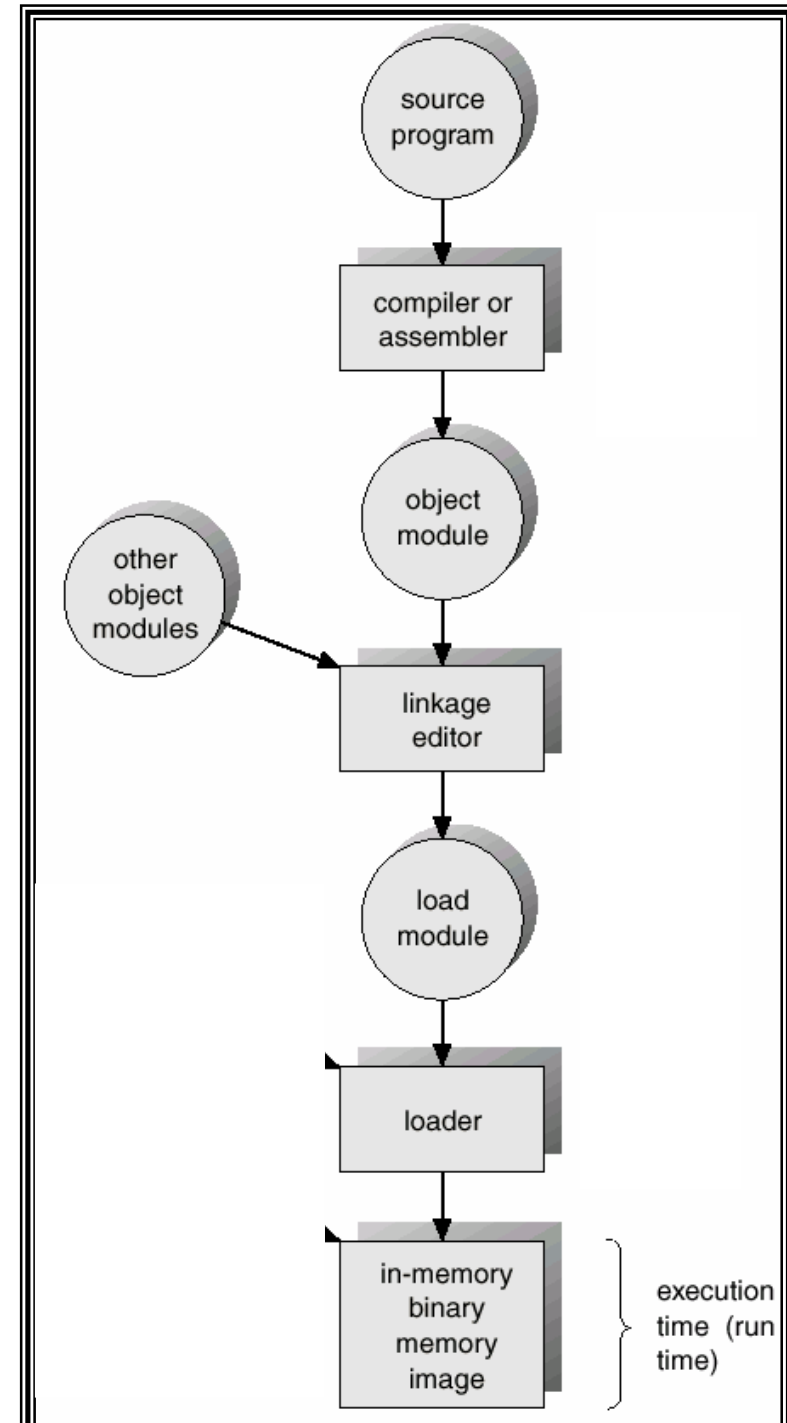 source
program
compiler or
assembler
object
module
other
object
modules
linkage
editor
load
module
loader
in-memory
binary
memory
image
execution
time (run
time)